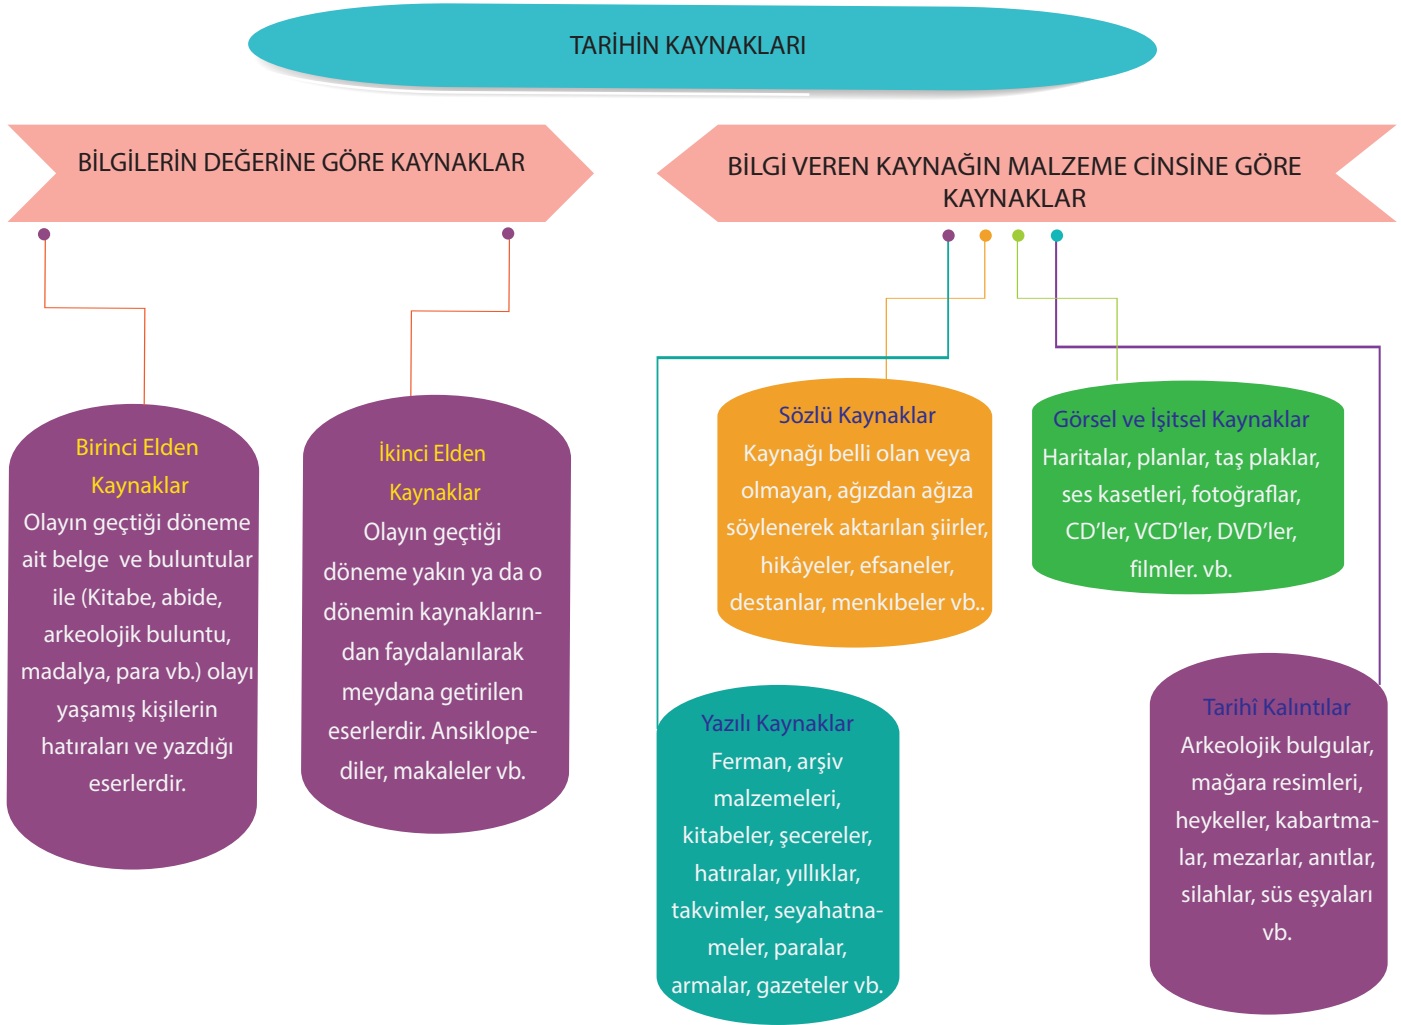 TARİHİN KAYNAKLARI
BİLGİLERİN DEĞERİNE GÖRE KAYNAKLAR
BİLGİ VEREN KAYNAĞIN MALZEME CİNSİNE GÖRE
KAYNAKLAR
Birinci Elden
Kaynaklar
Olayın geçtiği döneme
ait belge ve buluntular
ile (Kitabe, abide,
arkeolojik buluntu,
madalya, para vb.) olayı
yaşamış kişilerin
hatıraları ve yazdığı
eserlerdir.
İkinci Elden
Kaynaklar
Olayın geçtiği
döneme yakın ya da o
dönemin kaynakların-
dan faydalanılarak
meydana getirilen
eserlerdir. Ansiklope-
diler, makaleler vb.
Sözlü Kaynaklar
Kaynağı belli olan veya
olmayan, ağızdan ağıza
söylenerek aktarılan şiirler,
hikâyeler, efsaneler,
destanlar, menkıbeler vb..
Görsel ve İşitsel Kaynaklar
Haritalar, planlar, taş plaklar,
ses kasetleri, fotoğraflar,
CD'ler, VCD'ler, DVD'ler,
filmler. vb.
Yazılı Kaynaklar
Ferman, arşiv
malzemeleri,
kitabeler, şecereler,
hatıralar, yıllıklar,
takvimler, seyahatna-
meler, paralar,
armalar, gazeteler vb.
Tarihî Kalıntılar
Arkeolojik bulgular,
mağara resimleri,
heykeller, kabartma-
lar, mezarlar, anıtlar,
silahlar, süs eşyaları
vb.